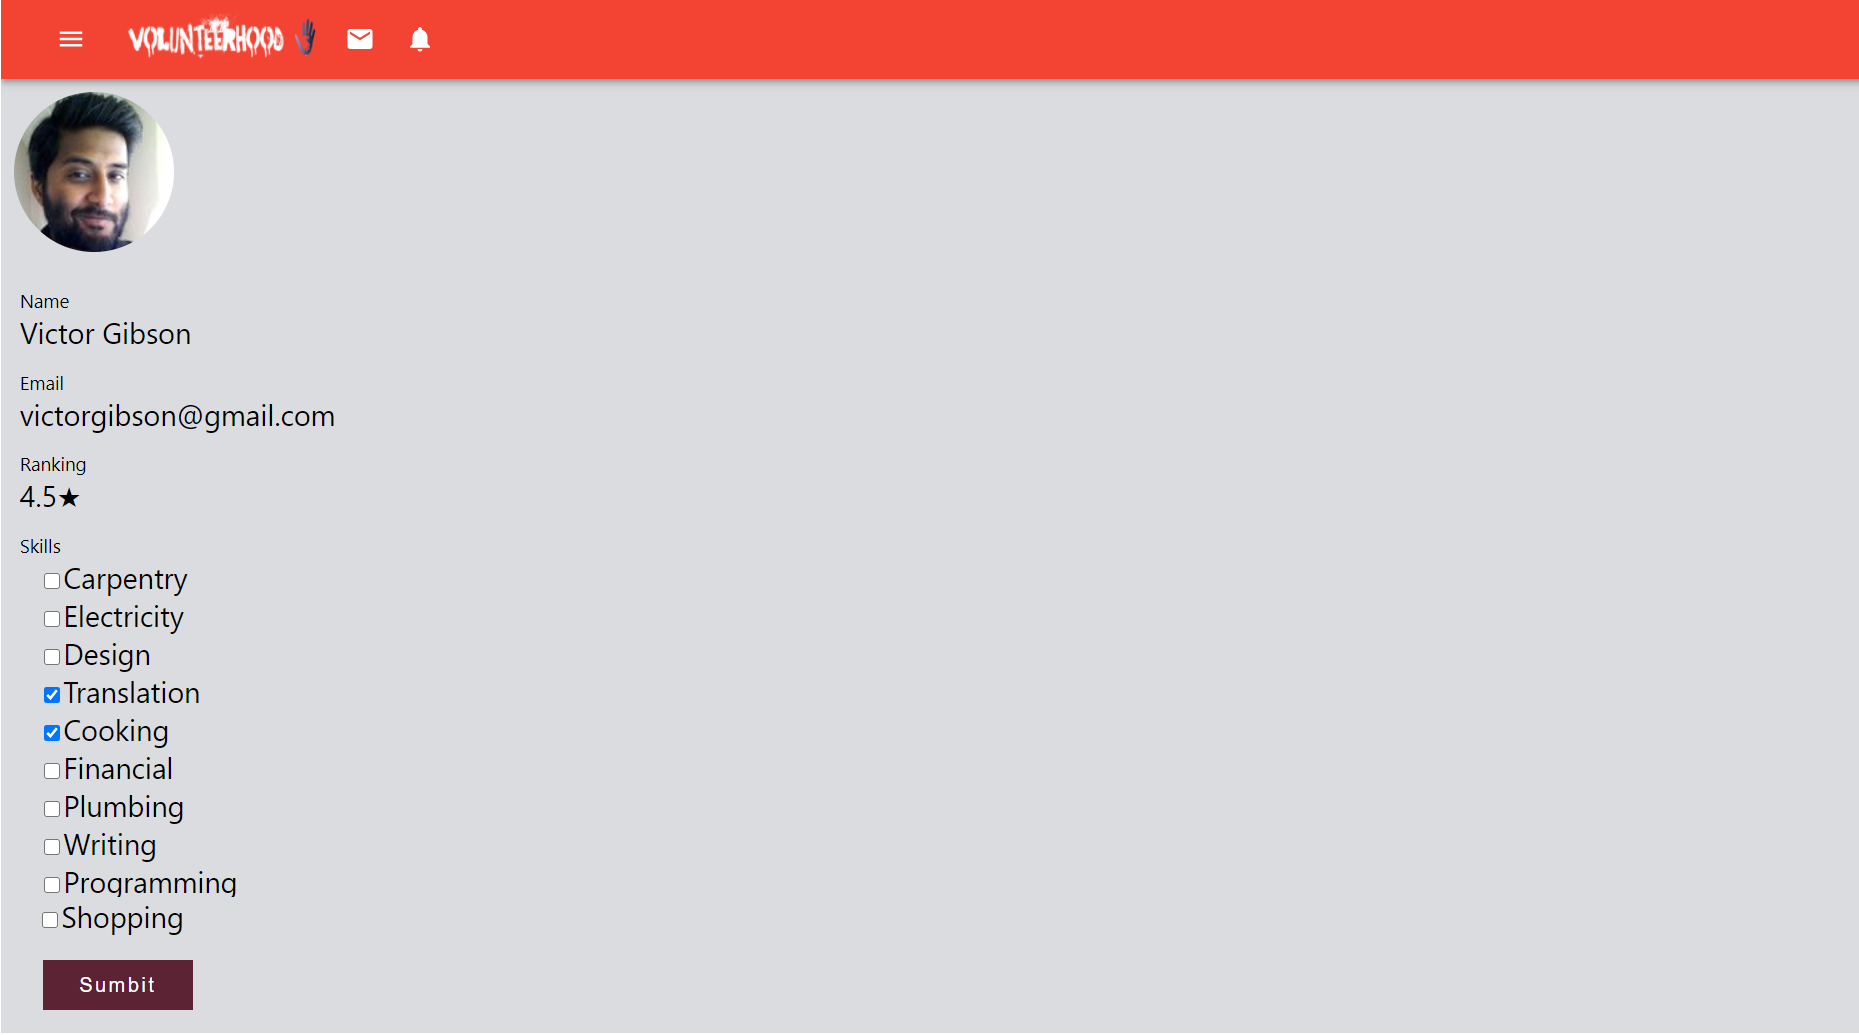 VOLUNTEERHOOD
Name
Victor Gibson
Email
victorgibson@gmail.com
Ranking
4.5★
Skills
Carpentry
Electricity
Design
Translation
Cooking
Financial
Plumbing
Writing
Programming
Shopping
Sumbit